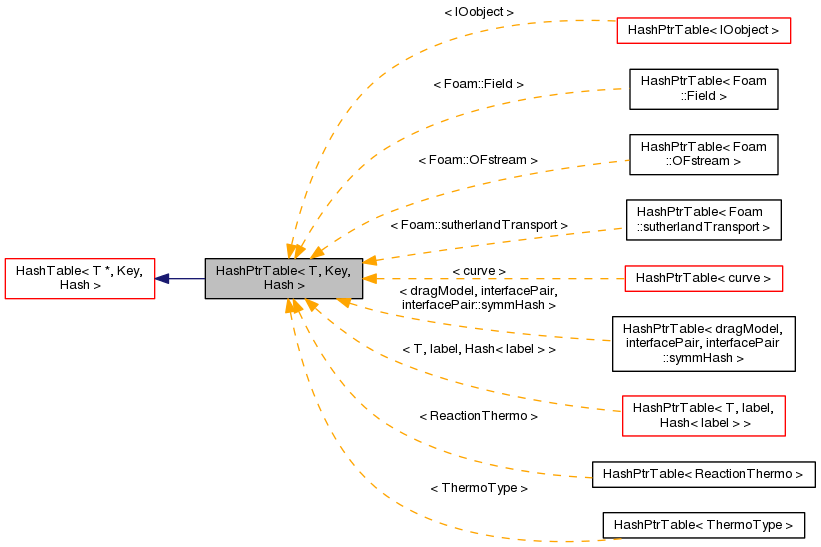 < IOobject >
HashPtrTable< IOobject >
< Foam::Field >
HashPtrTable< Foam
::Field >
< Foam::OFstream >
HashPtrTable< Foam
::OFstream >
< Foam::sutherlandTransport >
HashPtrTable< Foam
::sutherlandTransport >
HashTable< T *, Key,
Hash >
HashPtrTable< T, Key,
Hash >
< curve >
HashPtrTable< curve >
< dragModel, interfacePair,
interfacePair::symmHash >
HashPtrTable< dragModel,
interfacePair, interfacePair
::symmHash >
< T, label, Hash< label > >
HashPtrTable< T, label,
Hash< label > >
< ReactionThermo >
HashPtrTable< ReactionThermo >
< ThermoType >
HashPtrTable< ThermoType >